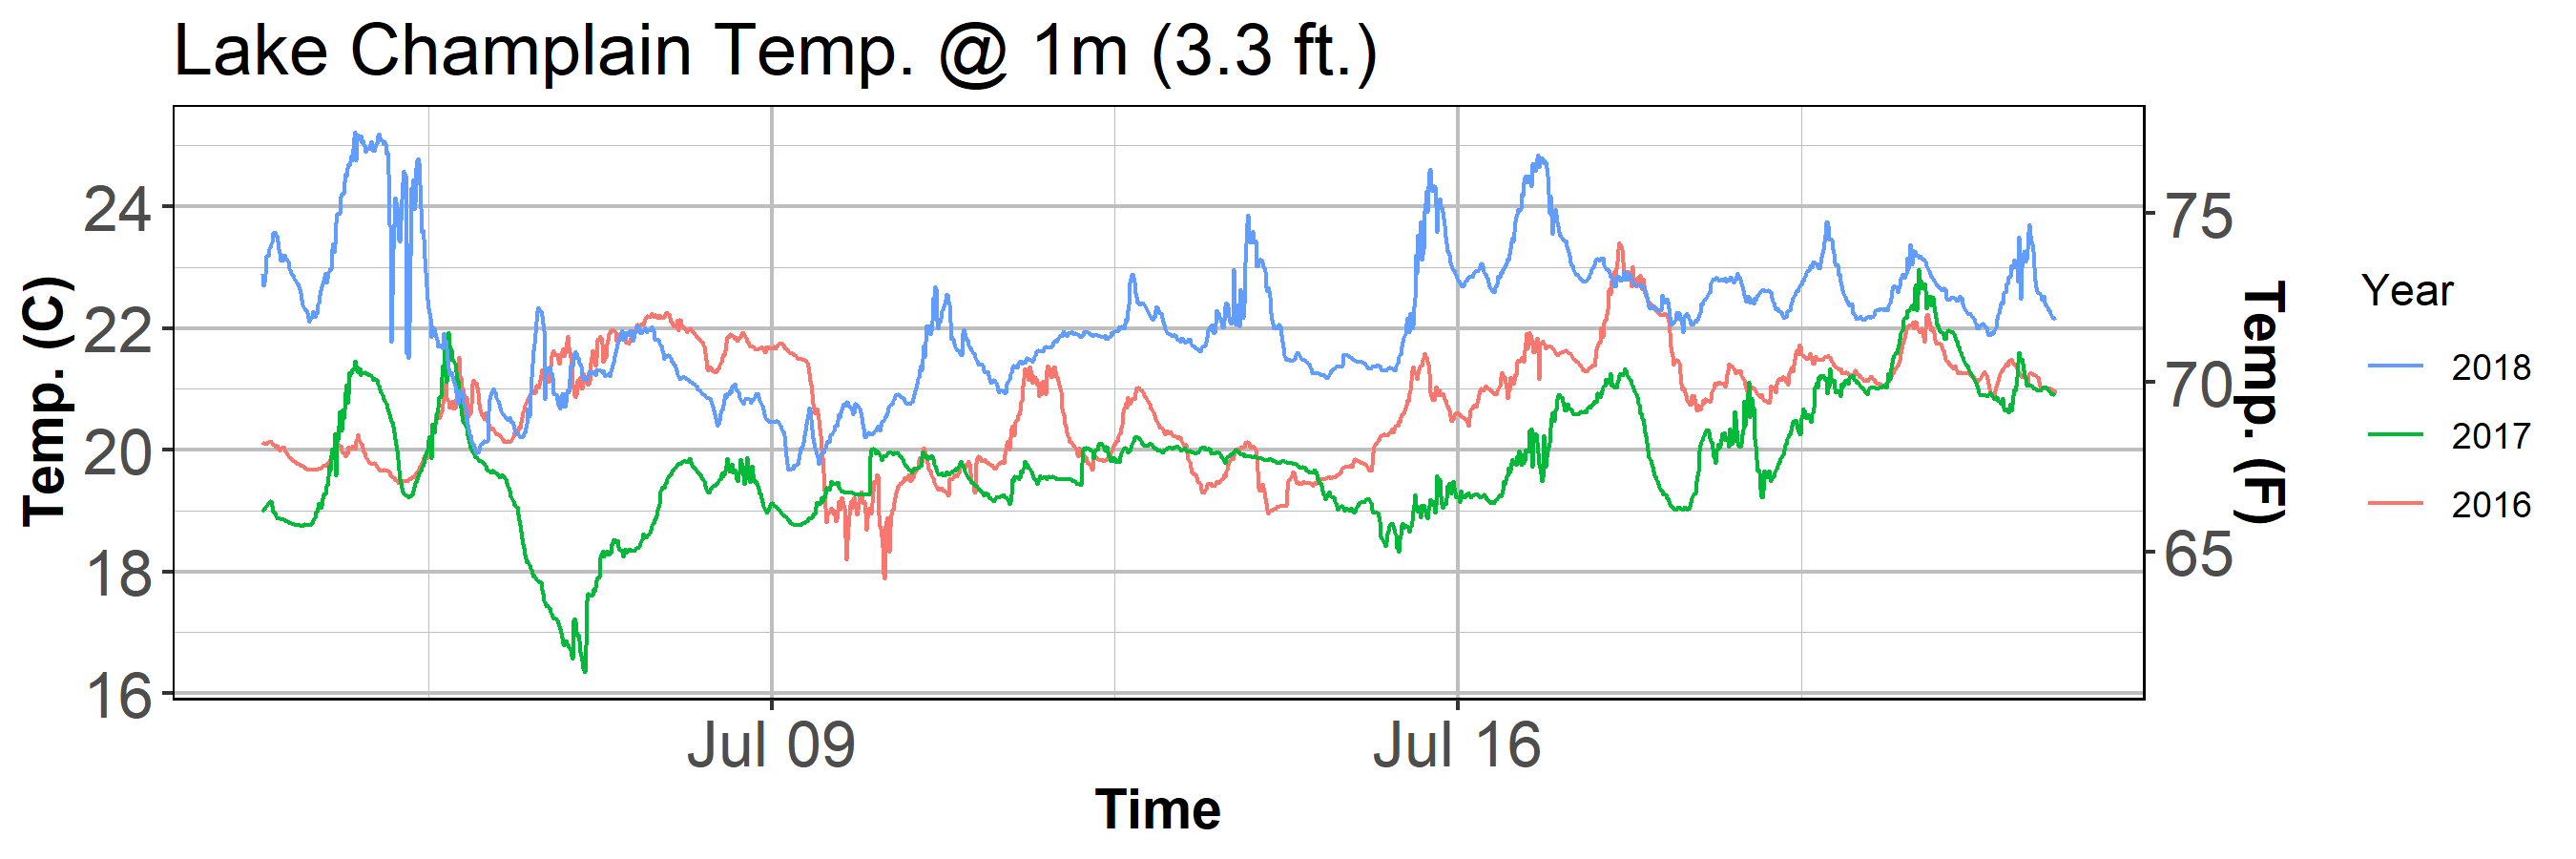 Lake Champlain Temp. @ 1m (3.3 ft.)
Temp. (C)
24
22
20
18
16
75
70
65
Temp. (F)
Jul 09
Jul 16
Time
Year
2018
2017
2016